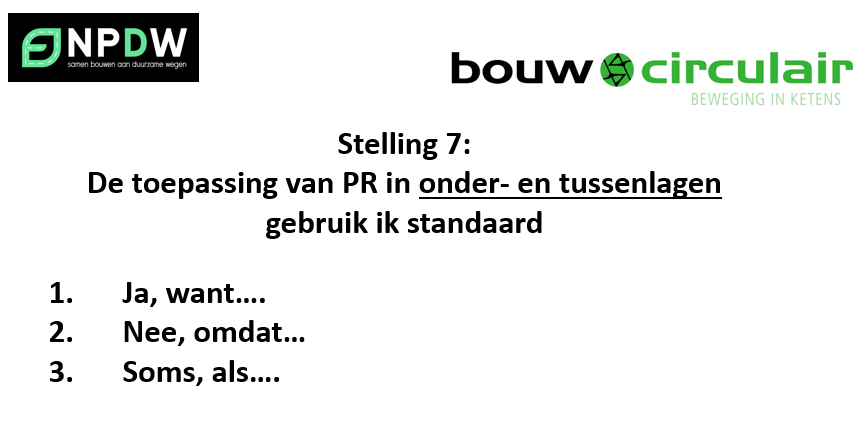 NPDW
samen bouwen aan duurzame wegen
bouw circulair
BEWEGING IN KETENS
Stelling 7:
De toepassing van PR in onder- en tussenlagen
gebruik ik standaard
1. Ja, want….
2. Nee, omdat…
3. Soms, als….